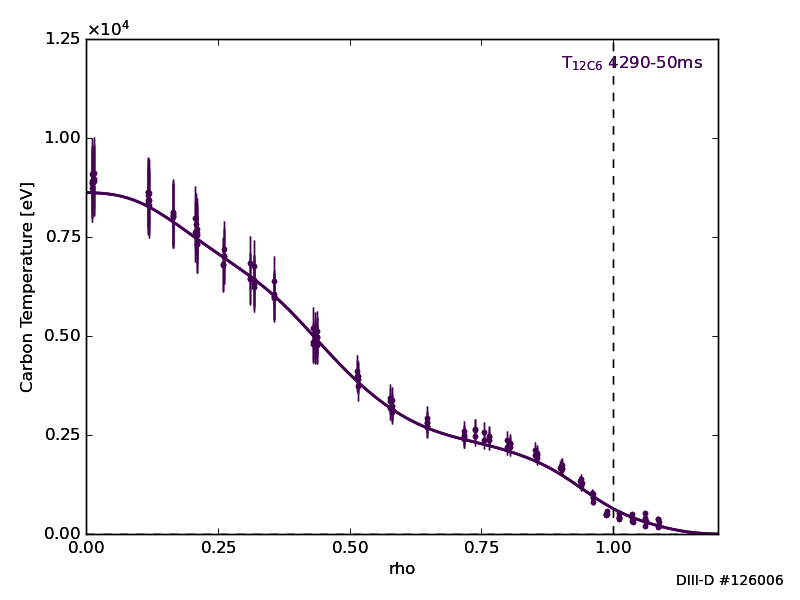 ×10⁴
1.25
1.00
0.75
0.50
0.25
0.00
Carbon Temperature [eV]
T₁₂C₆ 4290-50ms
0.00 0.25 0.50 0.75 1.00
rho
DIII-D #126006